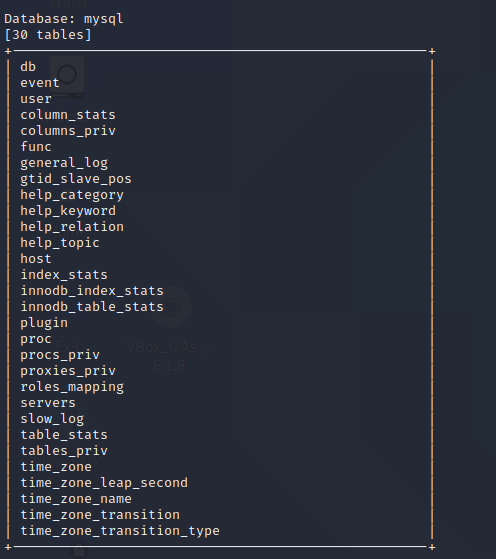 Database: mysql
[30 tables]
+----------------------------------------------------+
| db |
| event |
| user |
| column_stats |
| columns_priv |
| func |
| general_log |
| gtid_slave_pos |
| help_category |
| help_keyword |
| help_relation |
| help_topic |
| host |
| index_stats |
| innodb_index_stats |
| innodb_table_stats |
| plugin |
| proc |
| procs_priv |
| proxies_priv |
| roles_mapping |
| servers |
| slow_log |
| table_stats |
| tables_priv |
| time_zone |
| time_zone_leap_second |
| time_zone_name |
| time_zone_transition |
| time_zone_transition_type |
+----------------------------------------------------+